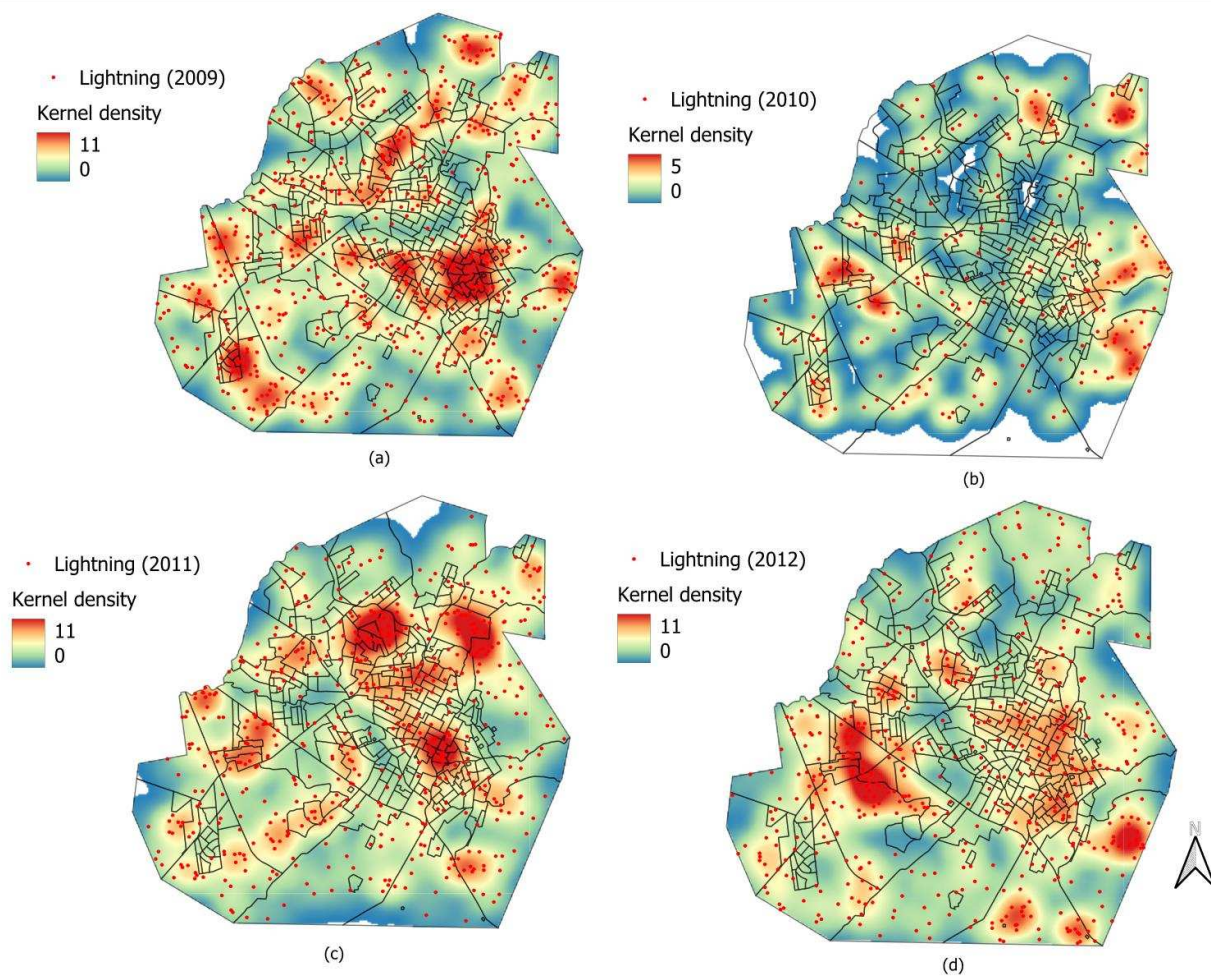 Lightning (2009)
Kernel density
11
0
(a)
Lightning (2010)
Kernel density
5
0
(b)
Lightning (2011)
Kernel density
11
0
(c)
Lightning (2012)
Kernel density
11
0
N
(d)